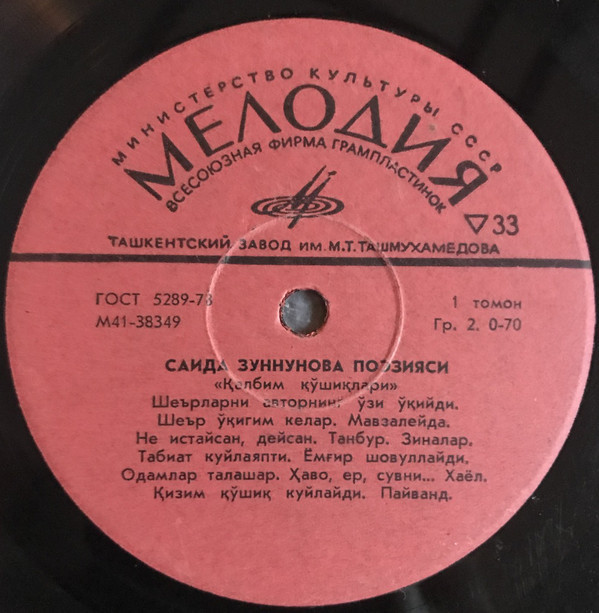 МИНИСТЕРСТВО КУЛЬТУРЫ СССР
МЕЛОДИЯ
ВСЕСОЮЗНАЯ ФИРМА ГРАМПЛАСТИНОК
▽33
ТАШКЕНТСКИЙ ЗАВОД ИМ. М.Т. ТАШМУХАМЕДОВА
ГОСТ 5289-73
1 томон
М41-38349
Гр. 2. 0-70
САИДА ЗУННУНОВА ПОЭЗИЯСИ
«Қалбим қўшиқлари»
Шеърларни авторнинг ўзи ўқийди.
Шеър ўқигим келар. Мавзалейда.
Не истайсан, дейсан. Танбур. Зиналар.
Табиат куйлаяпти. Ёмғир шовуллайди.
Одамлар талашар. Ҳаво, ер, сувни... Хаёл.
Қизим қўшиқ куйлайди. Пайванд.